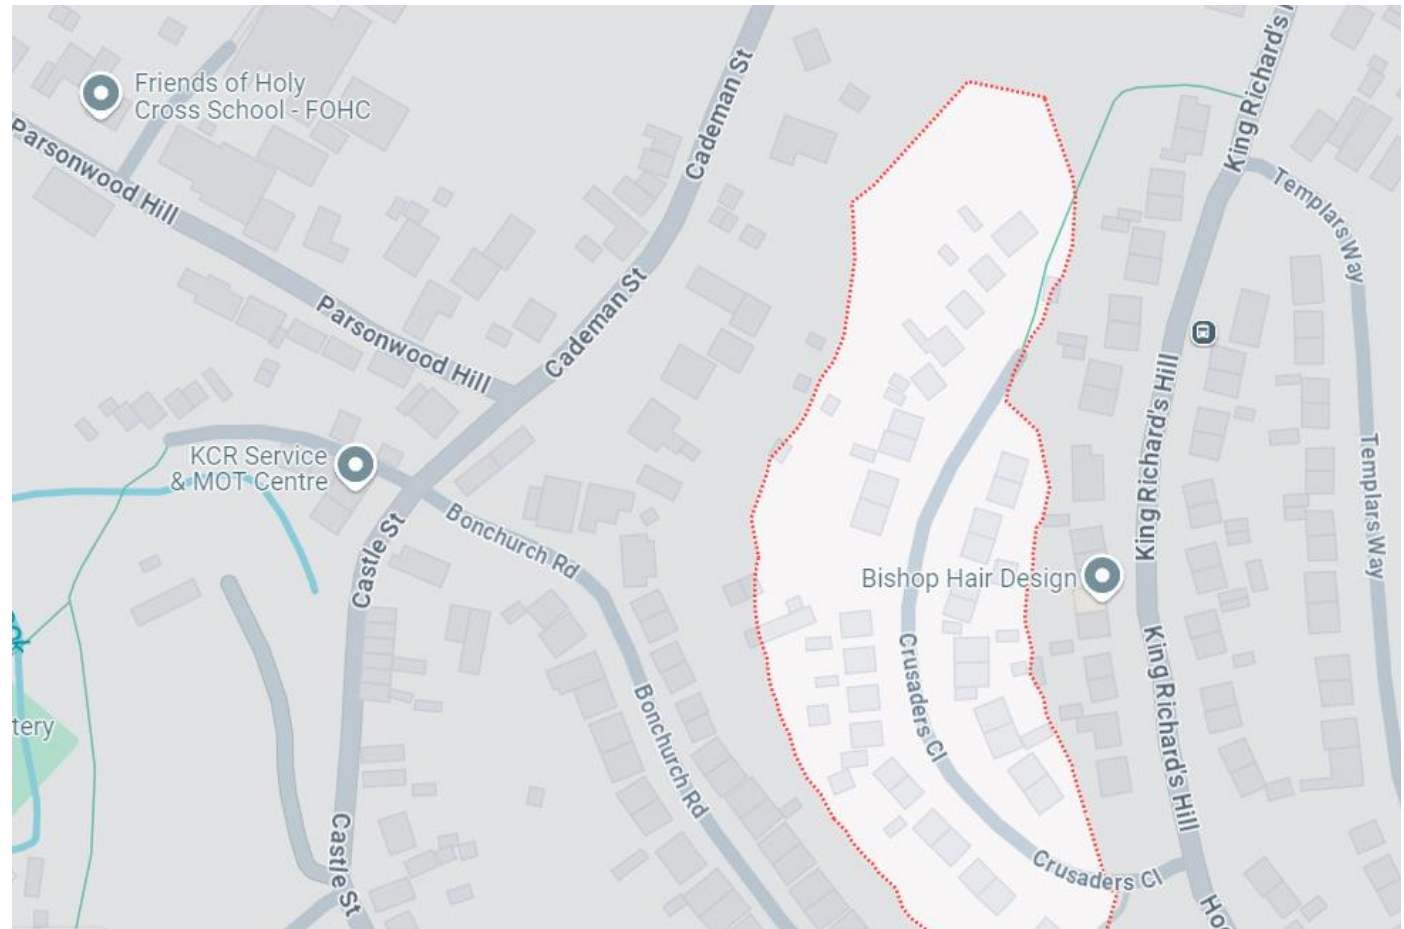 Friends of Holy
Cross School - FOHC
Parsonwood Hill
Cademan St
King Richard's
Templars Way
Cademan St
Parsonwood Hill
KCR Service
& MOT Centre
King Richard's Hill
Templars Way
Castle St
Bonchurch Rd
Bishop Hair Design
Crusaders Cl
King Richard's Hill
tery
Bonchurch Rd
Castle St
Crusaders Cl
Hoo